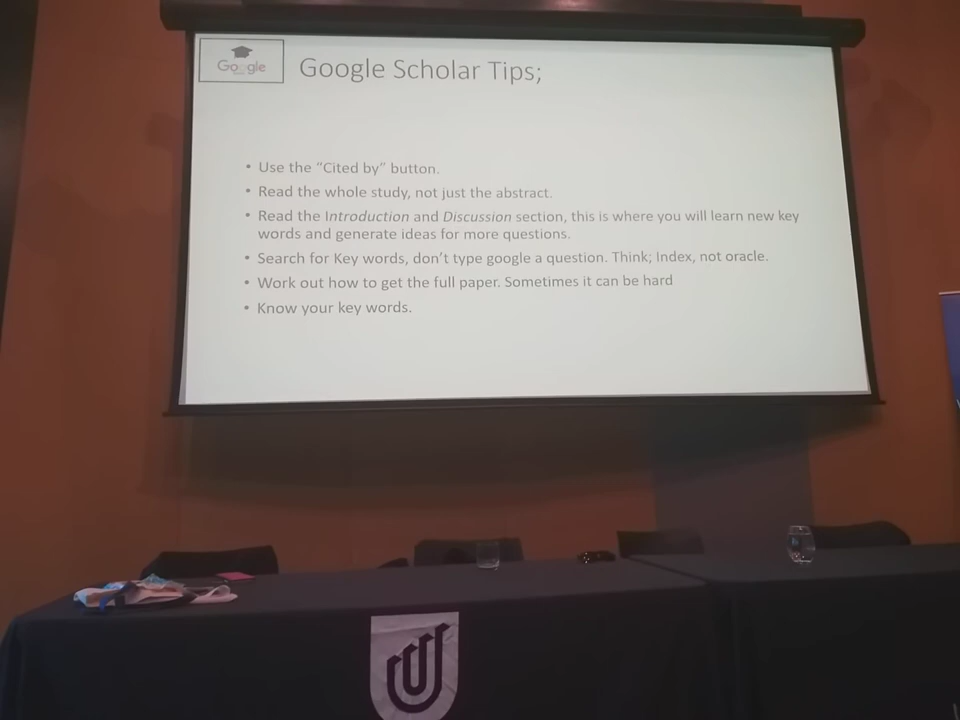 Google
Google Scholar Tips;
• Use the “Cited by” button.
• Read the whole study, not just the abstract.
• Read the Introduction and Discussion section, this is where you will learn new key
words and generate ideas for more questions.
• Search for Key words, don’t type google a question. Think; Index, not oracle.
• Work out how to get the full paper. Sometimes it can be hard
• Know your key words.